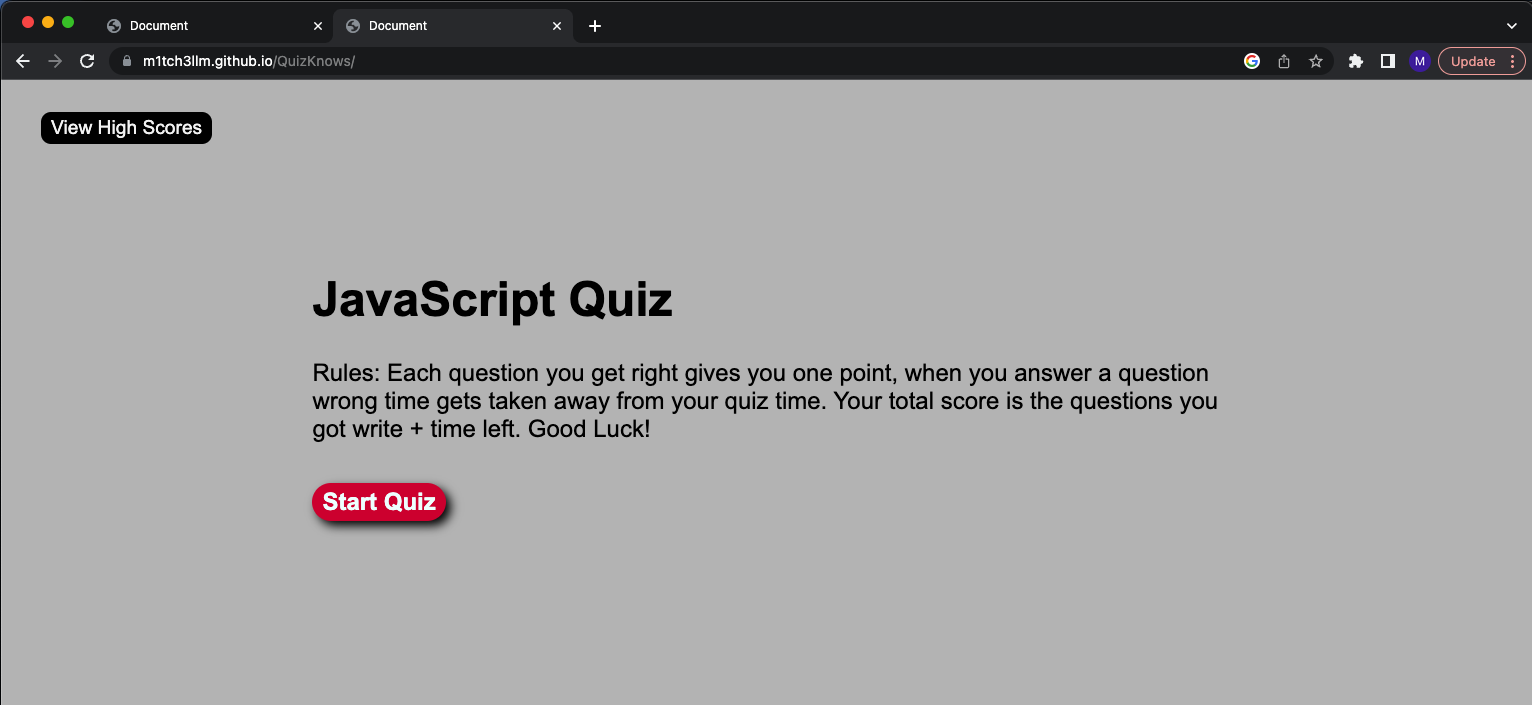 Document
Document
m1tch3llm.github.io/QuizKnows/
G
M
Update
View High Scores
JavaScript Quiz
Rules: Each question you get right gives you one point, when you answer a question
wrong time gets taken away from your quiz time. Your total score is the questions you
got write + time left. Good Luck!
Start Quiz